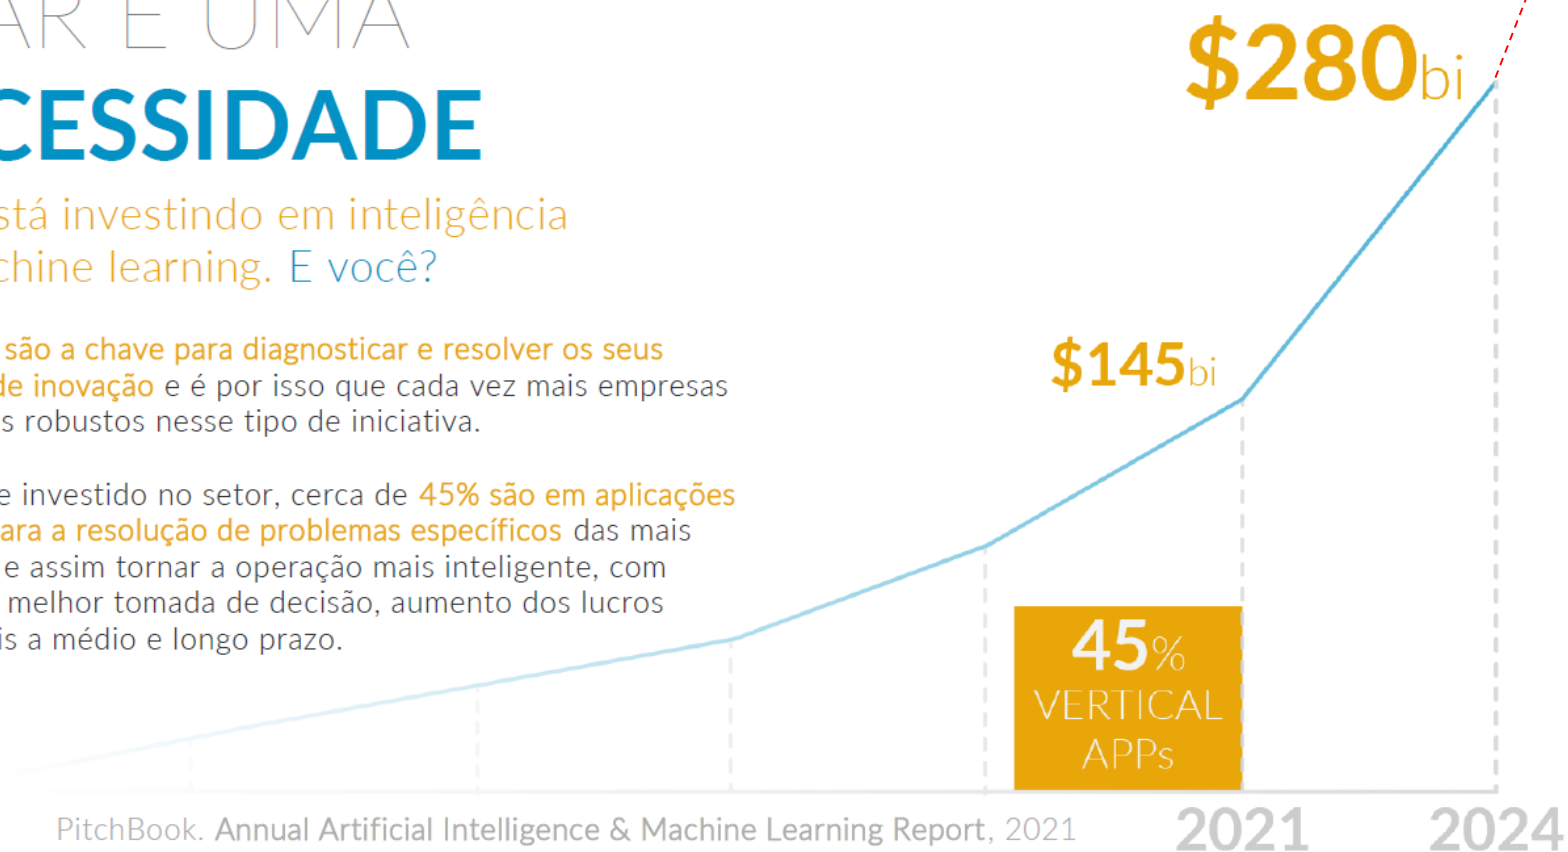 AR É UMA
CESSIDADE
stá investindo em inteligência
chine learning. E você?
são a chave para diagnosticar e resolver os seus
de inovação e é por isso que cada vez mais empresas
s robustos nesse tipo de iniciativa.
e investido no setor, cerca de 45% são em aplicações
ara a resolução de problemas específicos das mais
e assim tornar a operação mais inteligente, com
melhor tomada de decisão, aumento dos lucros
is a médio e longo prazo.
$280bi
$145bi
45%
VERTICAL
APPs
2021 2024
PitchBook. Annual Artificial Intelligence & Machine Learning Report, 2021